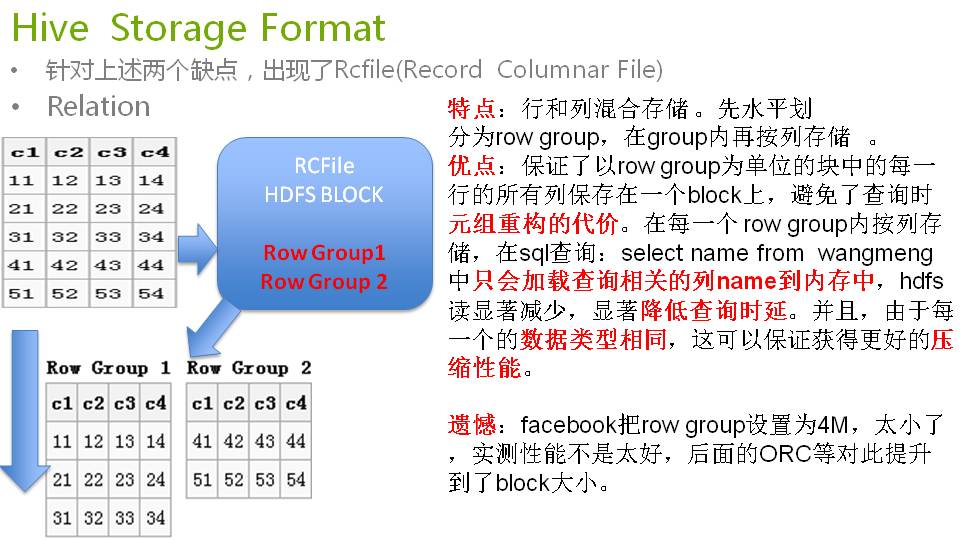 Hive Storage Format
• 针对上述两个缺点，出现了Rcfile(Record Columnar File)
• Relation
c1 c2 c3 c4
11 12 13 14
21 22 23 24
31 32 33 34
41 42 43 44
51 52 53 54
RCFile
HDFS BLOCK
Row Group1
Row Group 2
Row Group 1
c1 c2 c3 c4
11 12 13 14
21 22 23 24
31 32 33 34
Row Group 2
c1 c2 c3 c4
41 42 43 44
51 52 53 54
特点：行和列混合存储。先水平划
分为row group，在group内再按列存储 。
优点：保证了以row group为单位的块中的每一
行的所有列保存在一个block上，避免了查询时
元组重构的代价。在每一个 row group内按列存
储，在sql查询：select name from wangmeng
中只会加载查询相关的列name到内存中，hdfs
读显著减少，显著降低查询时延。并且，由于每
一个的数据类型相同，这可以保证获得更好的压
缩性能。
遗憾：facebook把row group设置为4M，太小了
，实测性能不是太好，后面的ORC等对此提升
到了block大小。